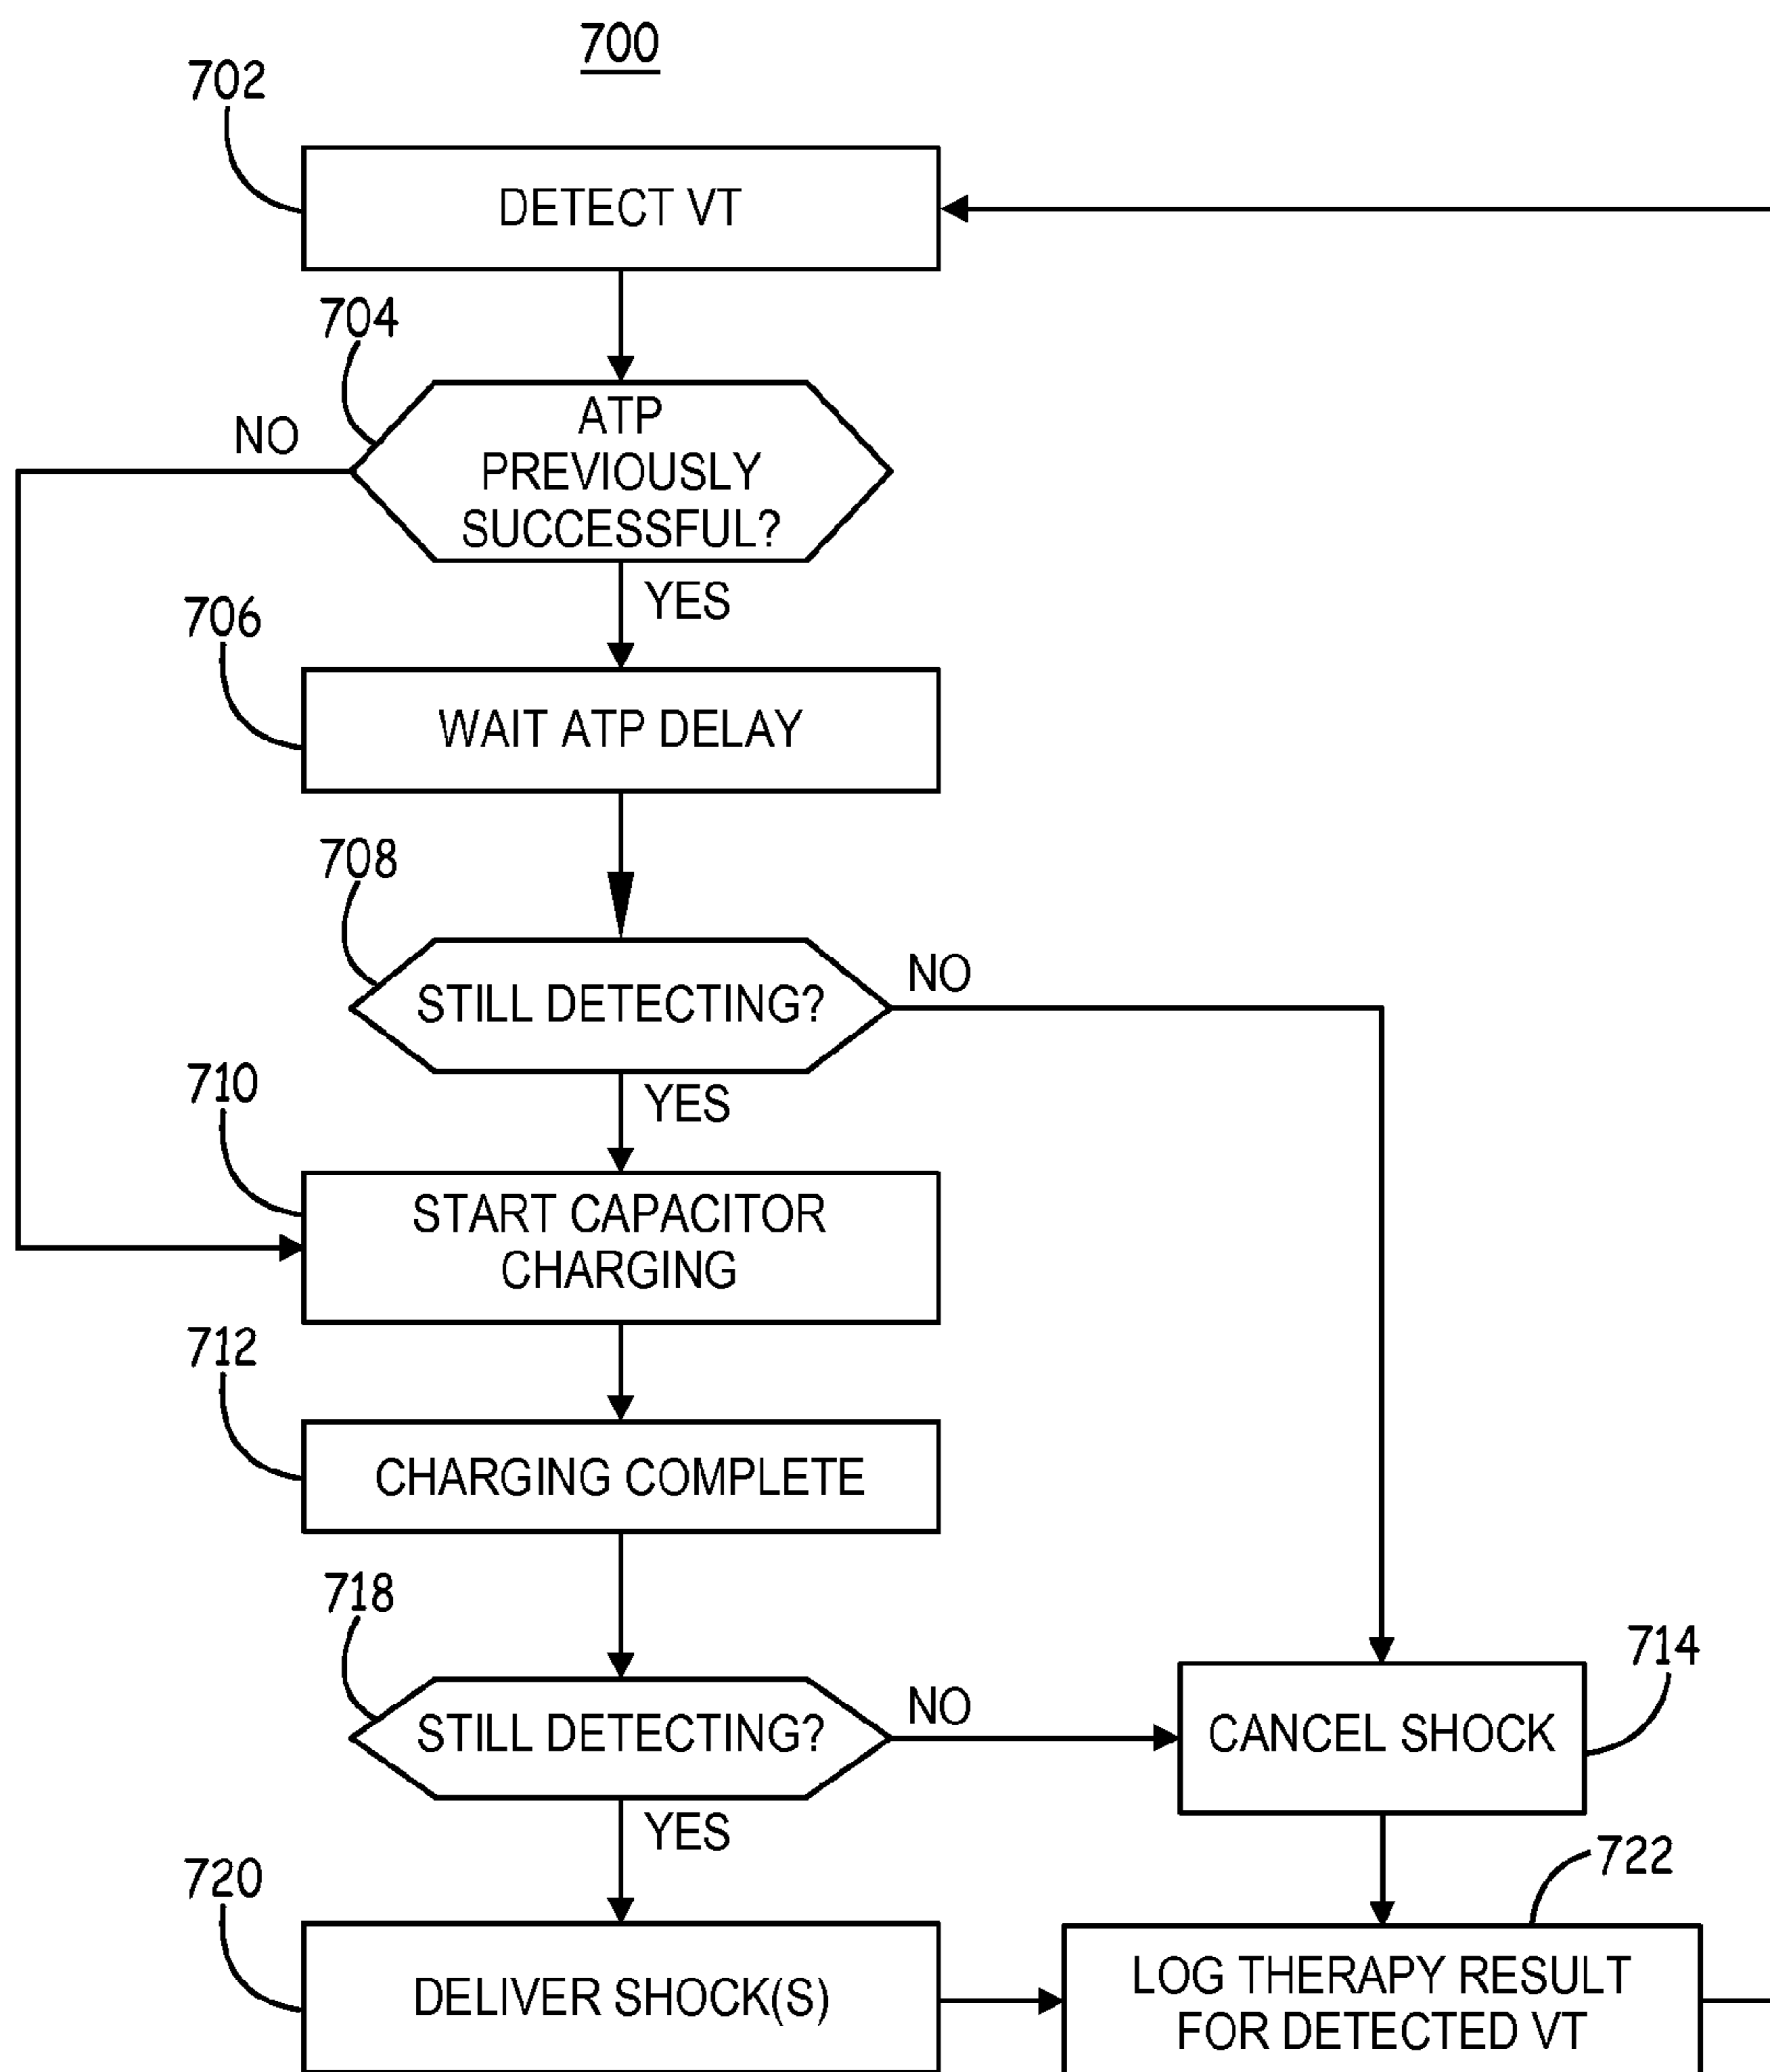 700
702
DETECT VT
704
NO
ATP
PREVIOUSLY
SUCCESSFUL?
YES
706
WAIT ATP DELAY
708
STILL DETECTING?
NO
YES
710
START CAPACITOR
CHARGING
712
CHARGING COMPLETE
718
STILL DETECTING?
NO
YES
CANCEL SHOCK
714
720
DELIVER SHOCK(S)
722
LOG THERAPY RESULT
FOR DETECTED VT